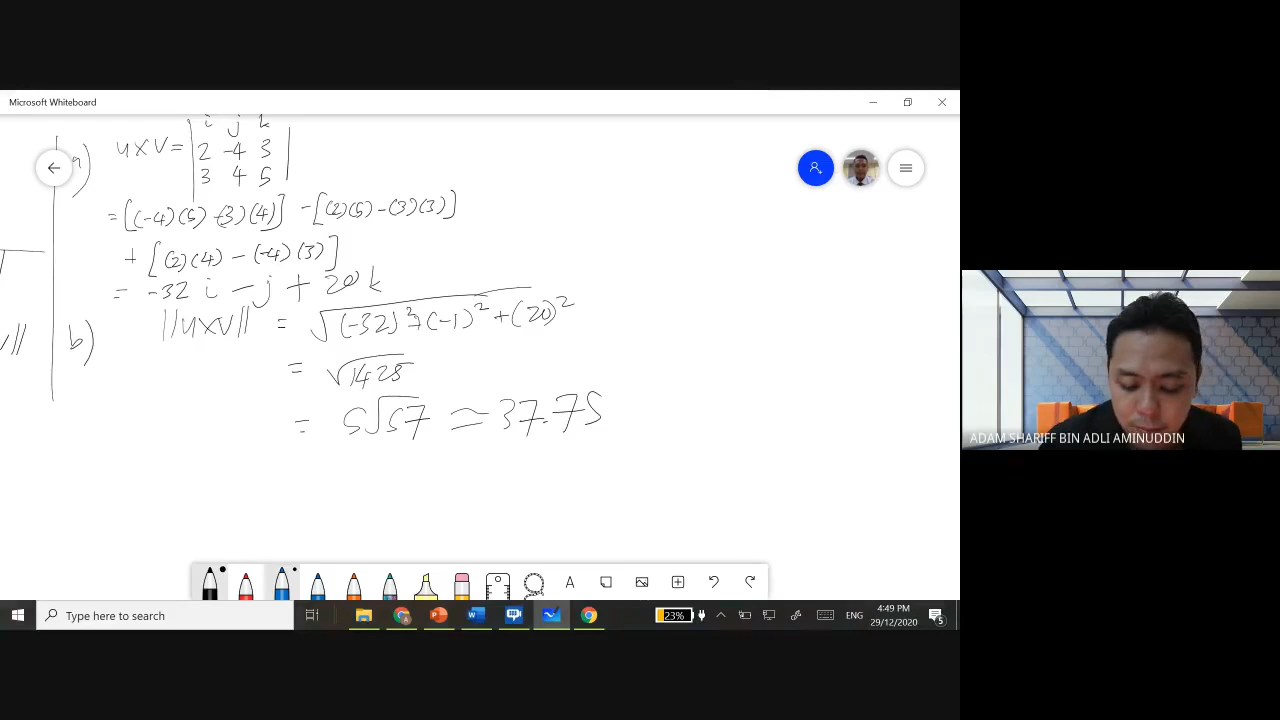 Microsoft Whiteboard
i j k
a) u×v = | 2 -4 3
3 4 5 |
= [(-4)(5) - (3)(4)] - [(2)(5) - (3)(3)]
+ [(2)(4) - (-4)(3)]
= -32 i - j + 20 k
b) ||u×v|| = √(-32)² + (-1)² + (20)²
v||
= √1425
= 5√57 ≃ 37.75
ADAM SHARIFF BIN ADLI AMINUDDIN
A
Type here to search
23%
ENG
4:49 PM
29/12/2020
5